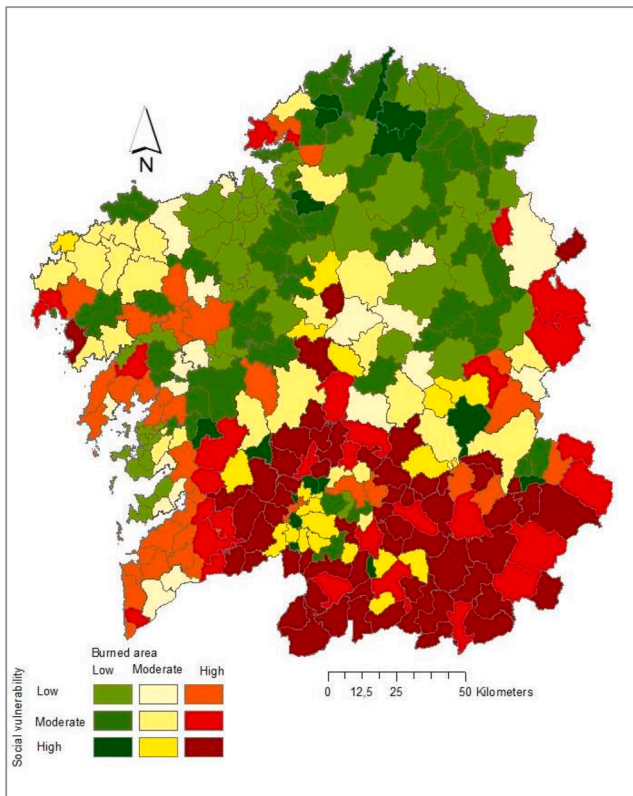 N
Burned area
Low Moderate High
Social vulnerability
Low
Moderate
High
0 12,5 25 50 Kilometers